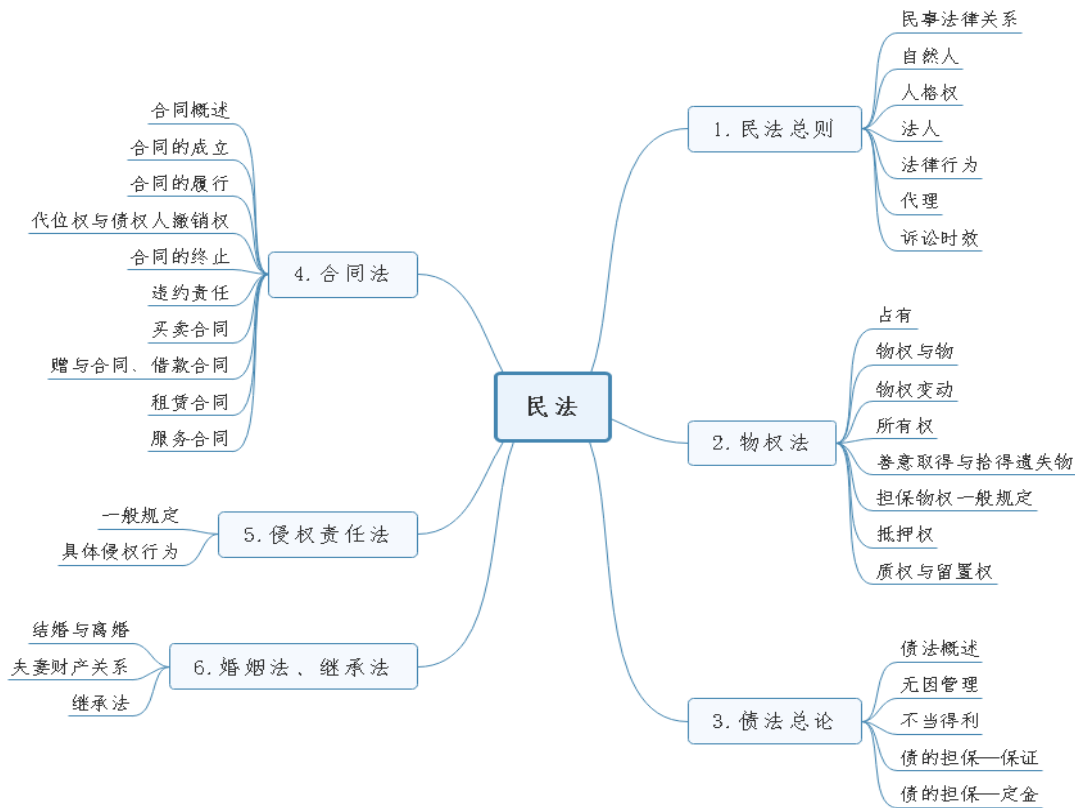 民法
1.民法总则
民事法律关系
自然人
人格权
法人
法律行为
代理
诉讼时效
2.物权法
占有
物权与物
物权变动
所有权
善意取得与拾得遗失物
担保物权一般规定
抵押权
质权与留置权
3.债法总论
债法概述
无因管理
不当得利
债的担保—保证
债的担保—定金
4.合同法
合同概述
合同的成立
合同的履行
代位权与债权人撤销权
合同的终止
违约责任
买卖合同
赠与合同、借款合同
租赁合同
服务合同
5.侵权责任法
一般规定
具体侵权行为
6.婚姻法、继承法
结婚与离婚
夫妻财产关系
继承法